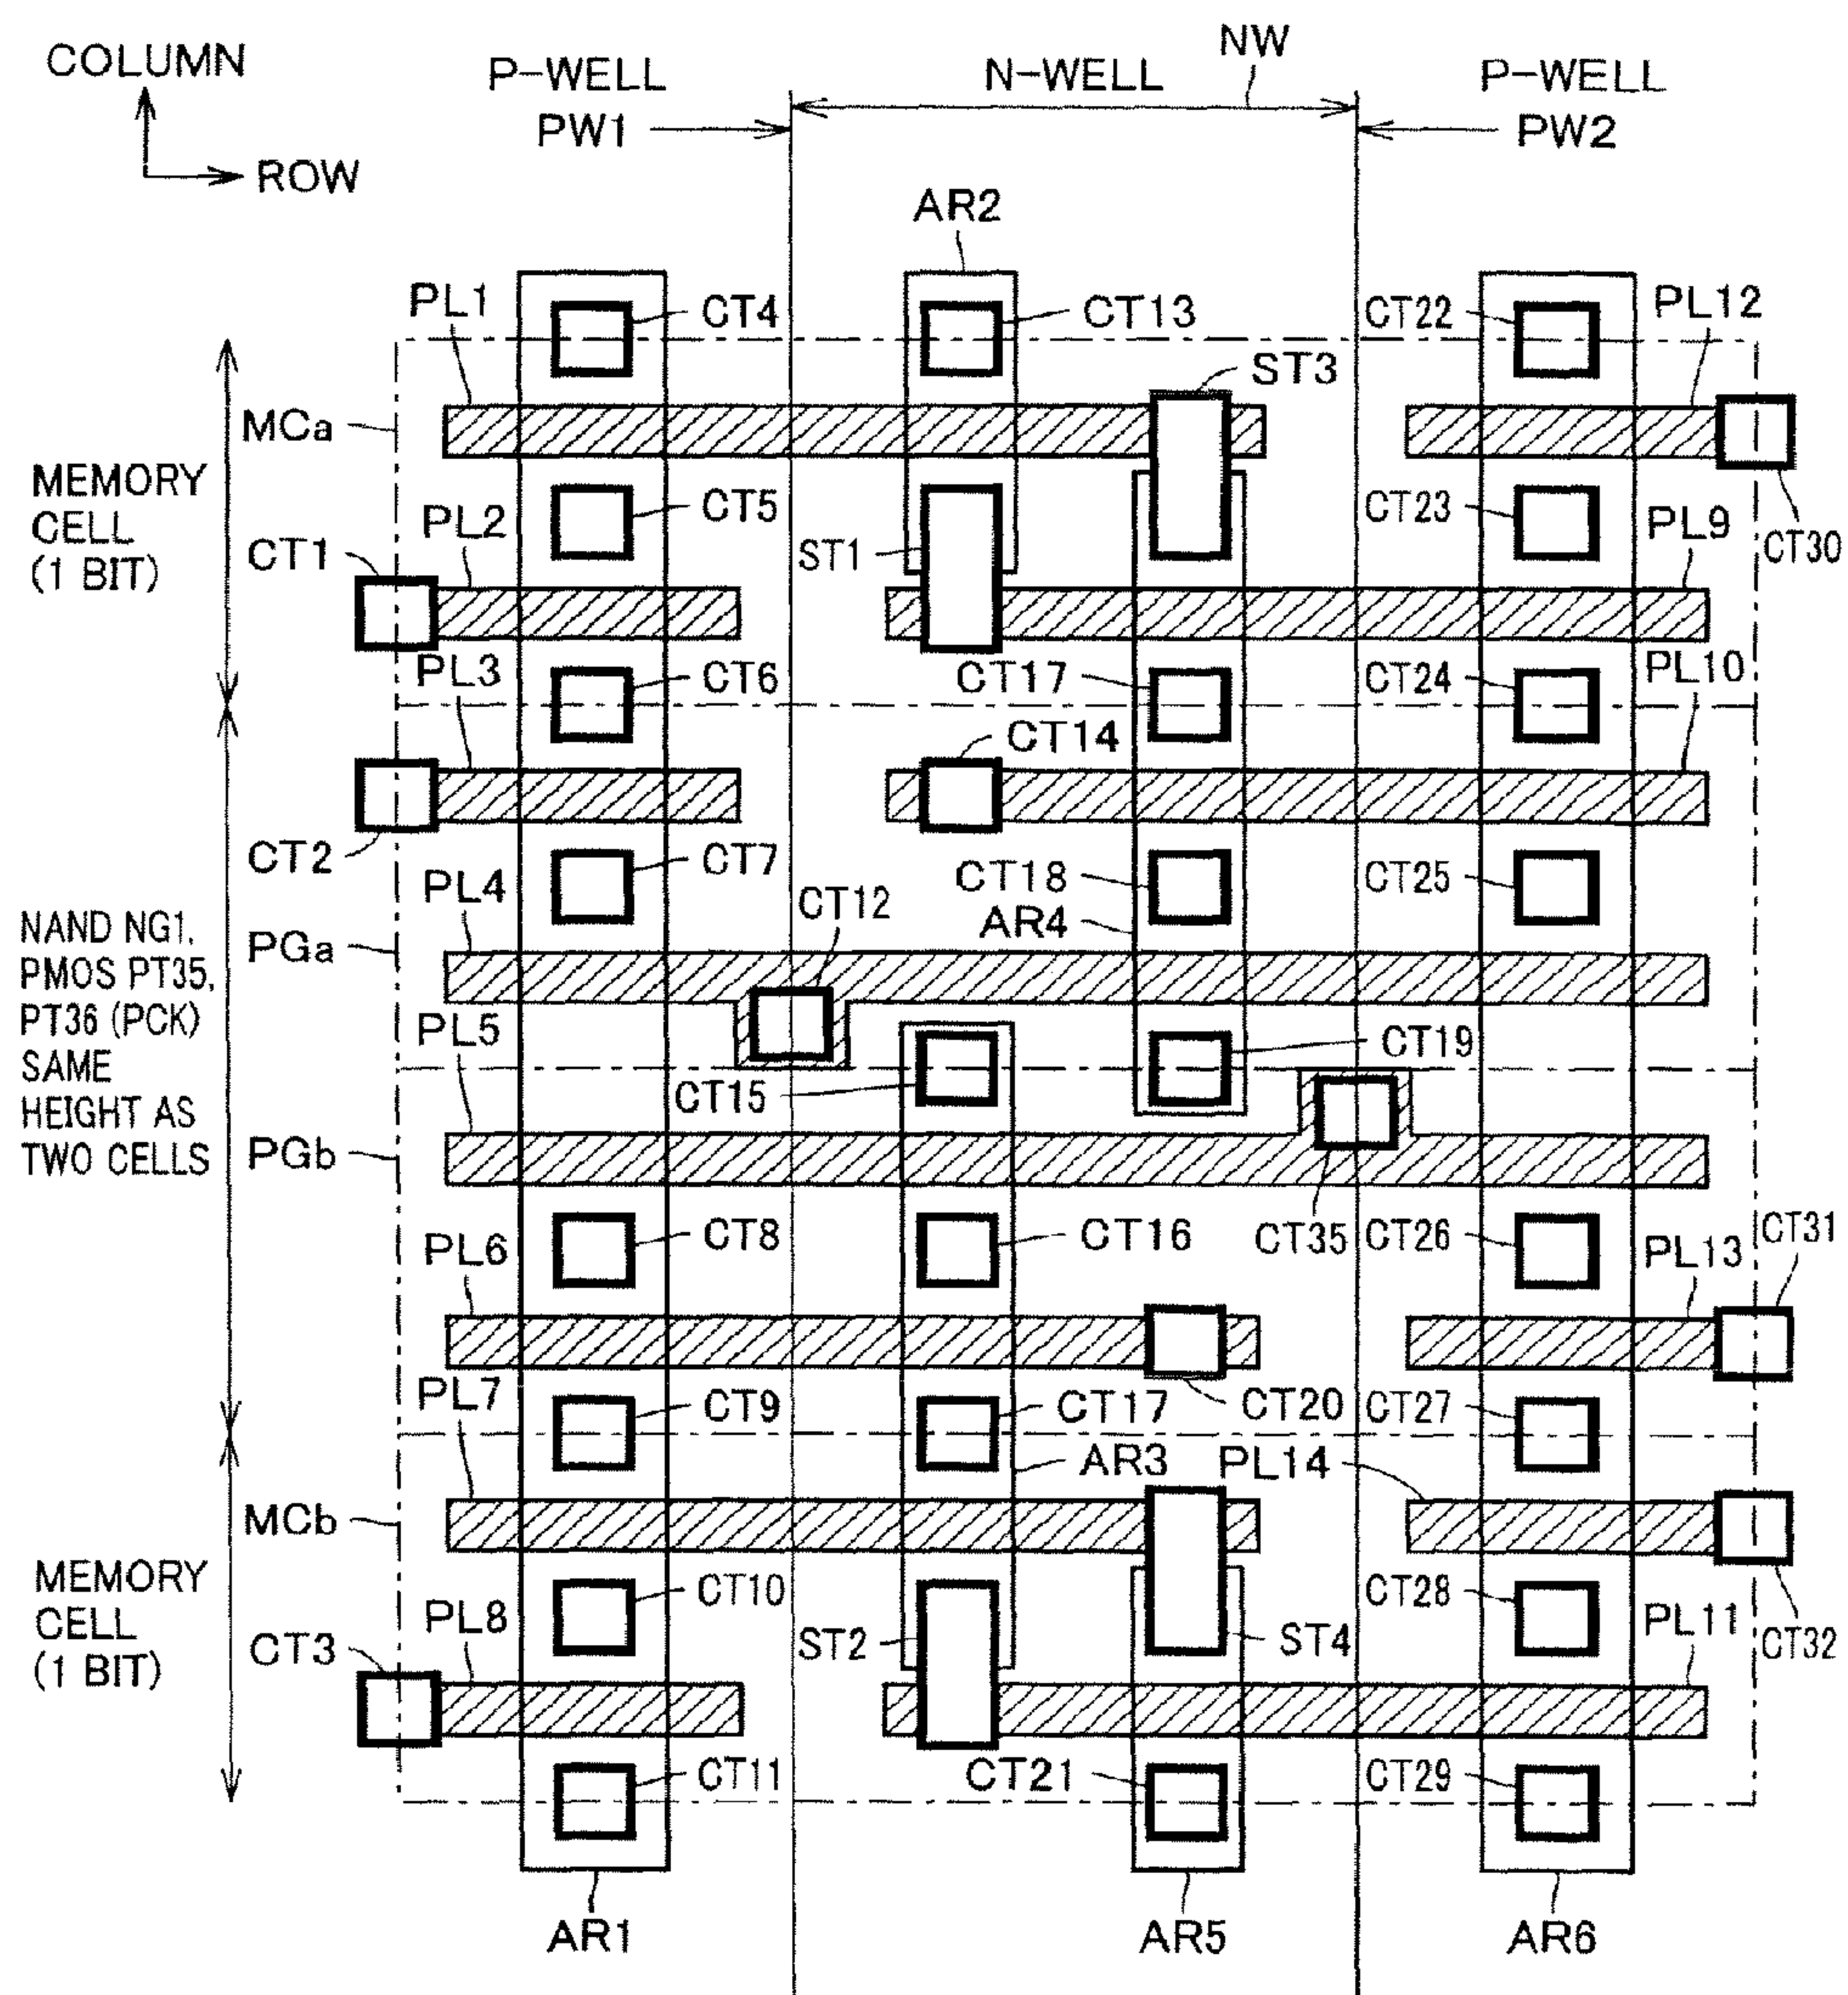 NW
COLUMN
P-WELL
N-WELL
P-WELL
PW1
PW2
ROW
AR2
PL1
CT4
CT13
CT22
PL12
ST3
MCa
MEMORY
CELL
(1 BIT)
PL2
CT5
CT23
PL9
CT1
ST1
CT30
PL3
CT6
CT17
CT24
PL10
CT14
CT2
CT7
CT18
CT25
PL4
CT12
AR4
NAND NG1,
PMOS PT35,
PT36 (PCK)
SAME
HEIGHT AS
TWO CELLS
PGa
PL5
CT15
CT19
PGb
PL6
CT8
CT16
CT35
CT26
PL13
CT31
PL7
CT9
CT17
CT20
CT27
AR3
PL14
MCb
MEMORY
CELL
(1 BIT)
CT10
CT28
PL8
PL11
CT3
ST2
ST4
CT32
CT11
CT21
CT29
AR1
AR5
AR6